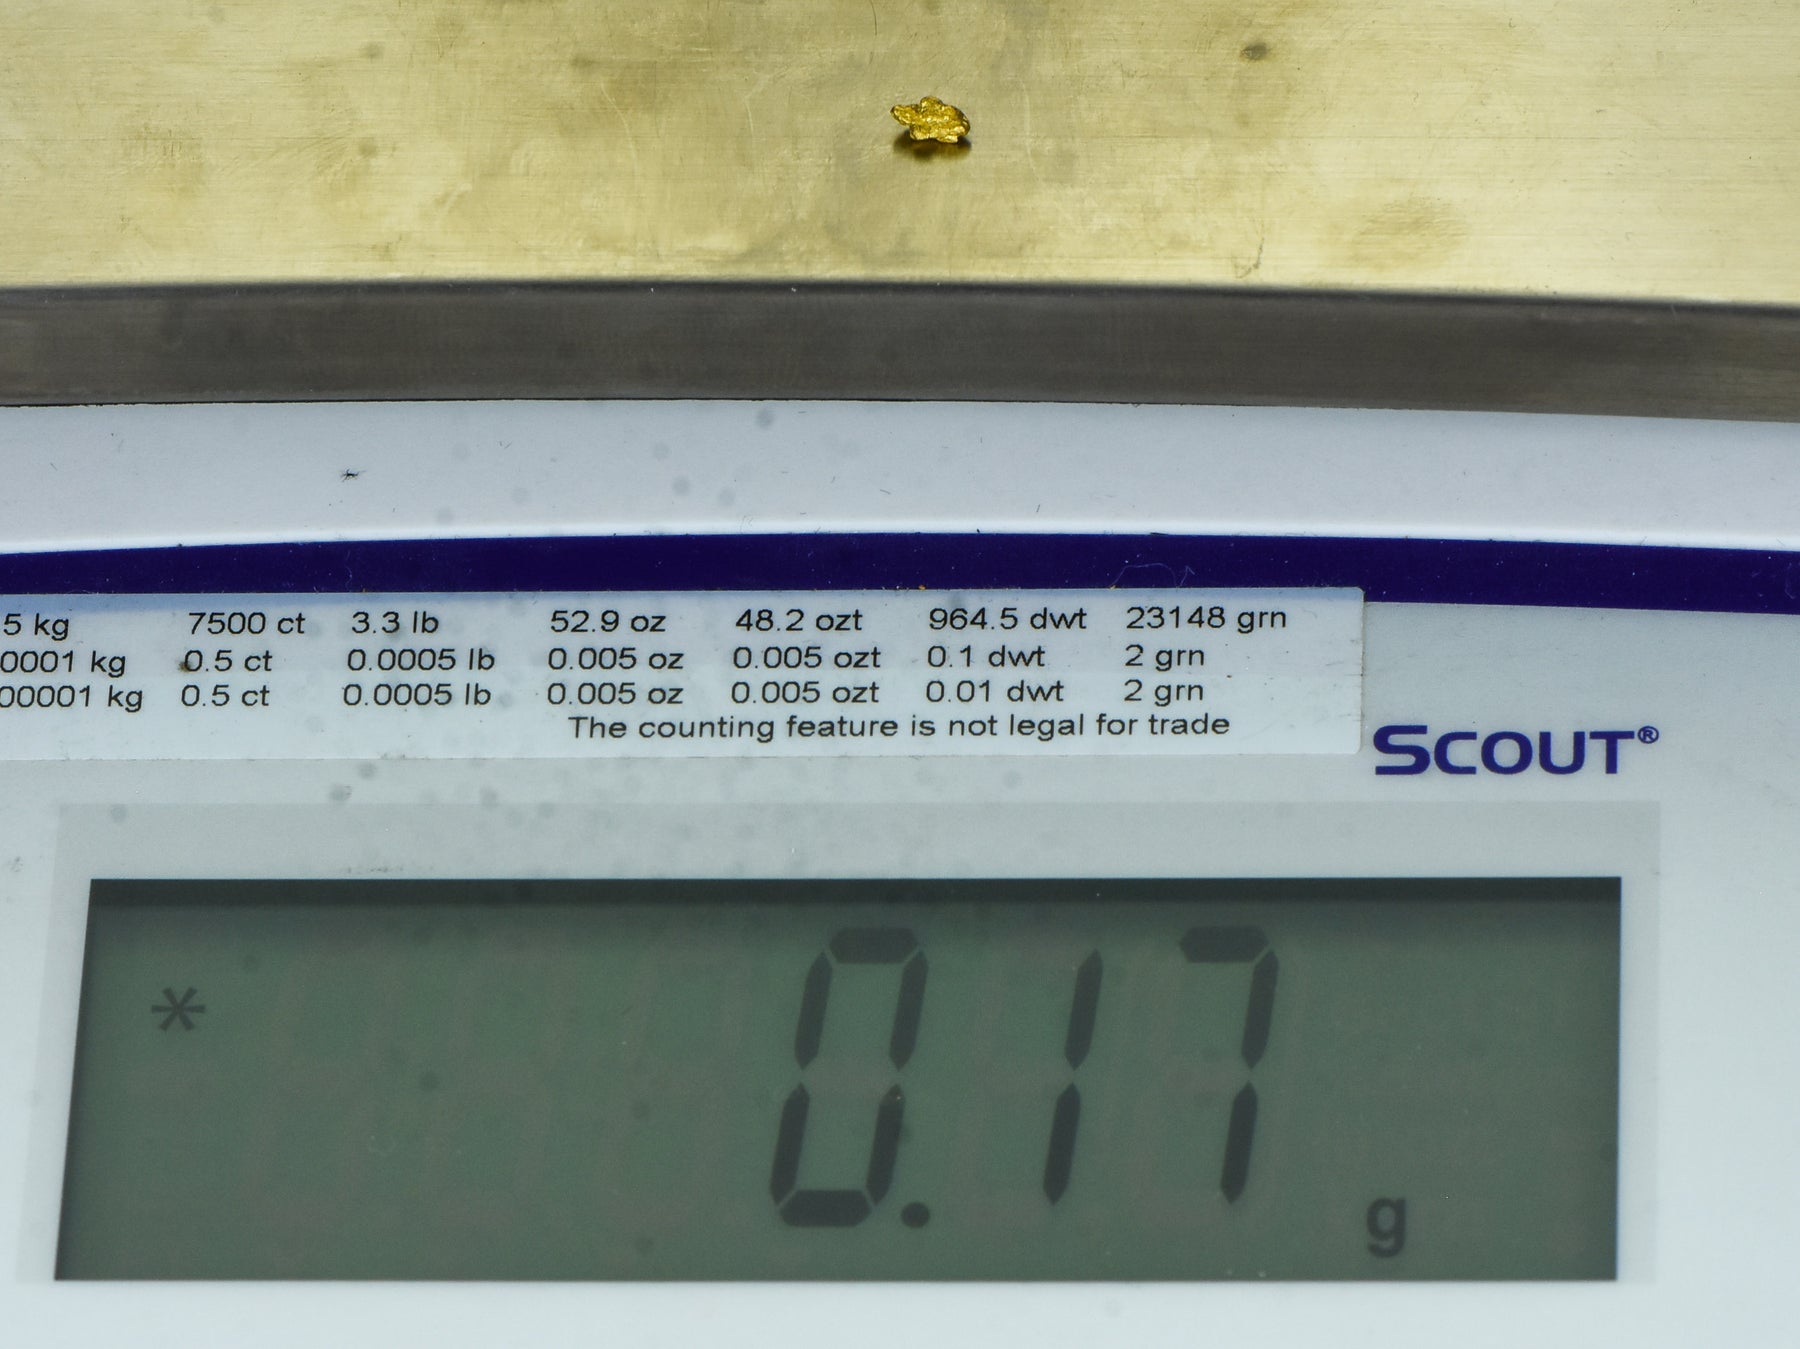 5 kg 7500 ct 3.3 lb 52.9 oz 48.2 ozt 964.5 dwt 23148 grn
0001 kg 0.5 ct 0.0005 lb 0.005 oz 0.005 ozt 0.1 dwt 2 grn
00001 kg 0.5 ct 0.0005 lb 0.005 oz 0.005 ozt 0.01 dwt 2 grn
The counting feature is not legal for trade
SCOUT®
* 0.17 g